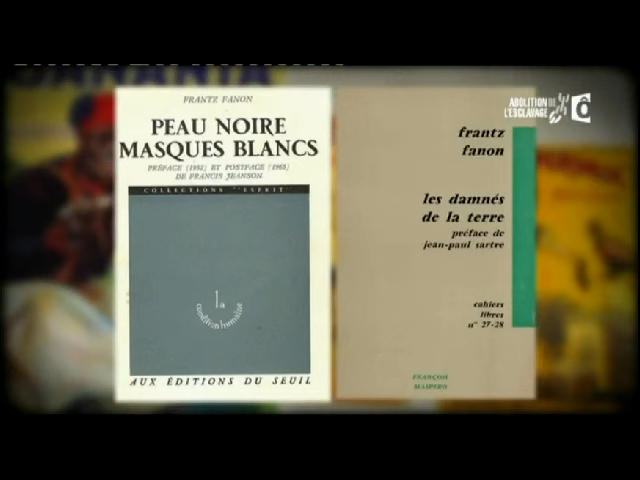 BANANIA
ABOLITION DE
L'ESCLAVAGE
Ô
FRANTZ FANON
PEAU NOIRE
MASQUES BLANCS
PRÉFACE (1952) ET POSTFACE (1965)
DE FRANCIS JEANSON
COLLECTIONS "ESPRIT"
la
condition humaine
AUX ÉDITIONS DU SEUIL
frantz
fanon
les damnés
de la terre
préface de
jean-paul sartre
cahiers
libres
n° 27-28
FRANÇOIS
MASPERO